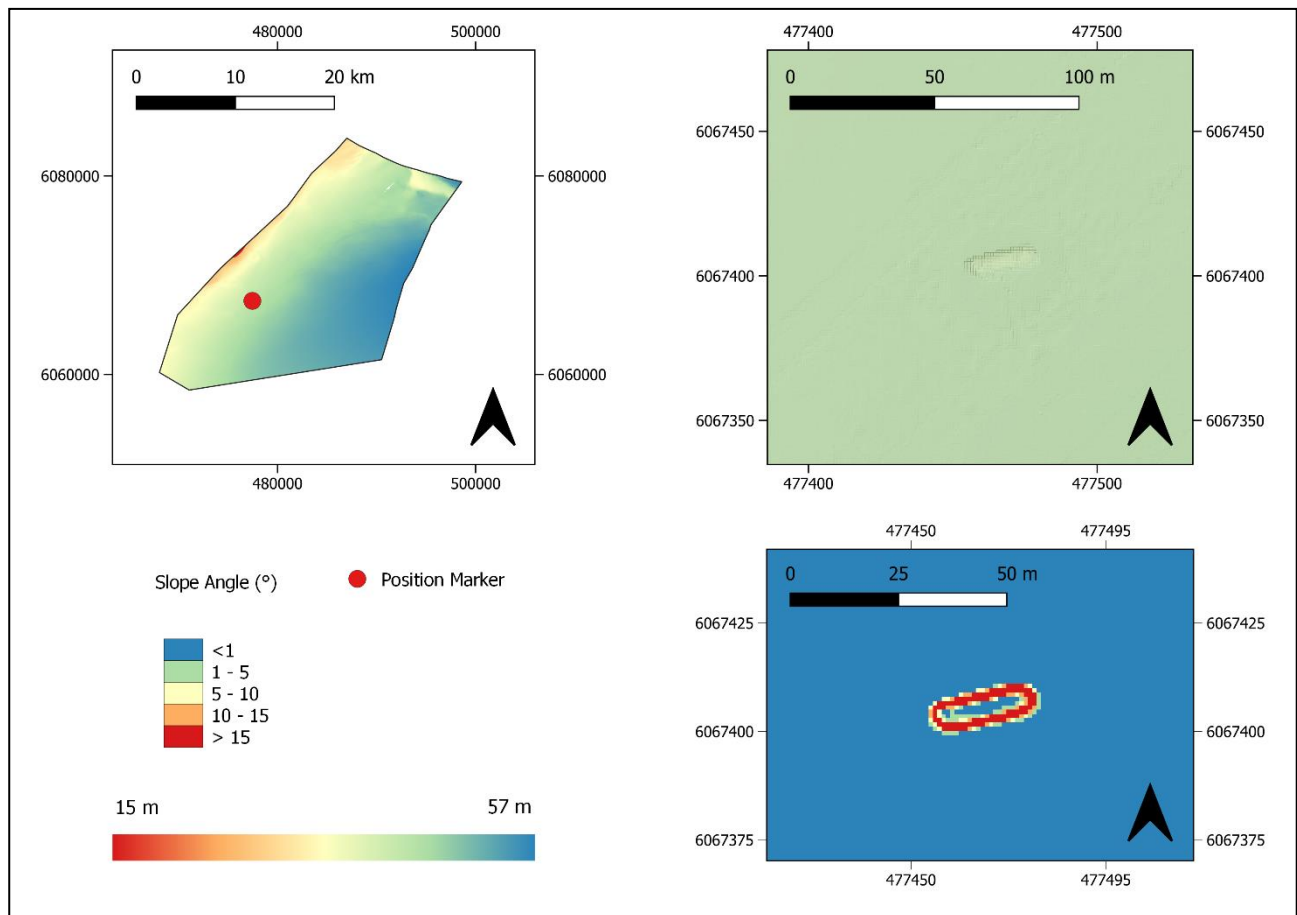 480000 500000
0 10 20 km
6080000 6080000
6060000 6060000
480000 500000
477400 477500
0 50 100 m
6067450 6067450
6067400 6067400
6067350 6067350
477400 477500
Slope Angle (°) Position Marker
<1
1 - 5
5 - 10
10 - 15
> 15
15 m 57 m
477450 477495
0 25 50 m
6067425 6067425
6067400 6067400
6067375 6067375
477450 477495